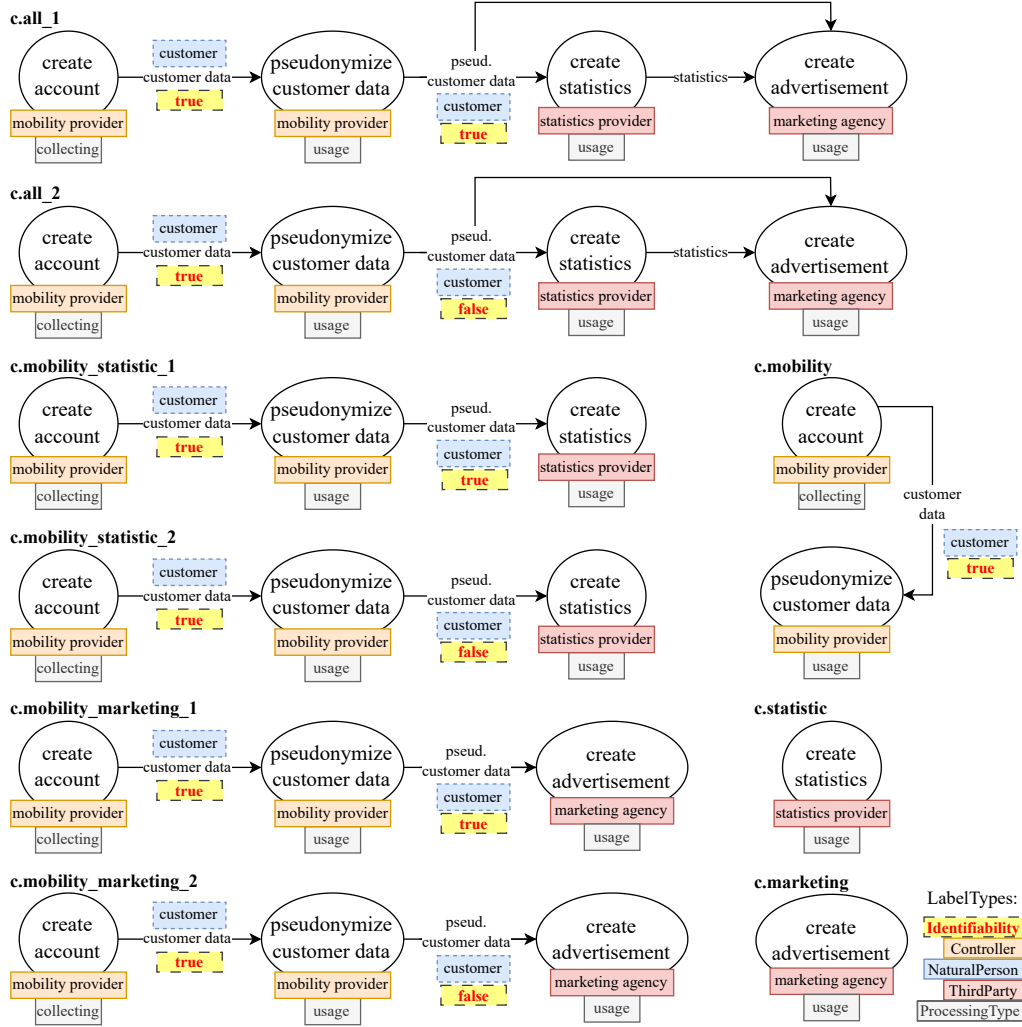 c.all_1
create
account
mobility provider
collecting
customer
customer data
true
pseudonymize
customer data
mobility provider
usage
pseud.
customer data
customer
true
create
statistics
statistics provider
usage
statistics
create
advertisement
marketing agency
usage
c.all_2
create
account
mobility provider
collecting
customer
customer data
true
pseudonymize
customer data
mobility provider
usage
pseud.
customer data
customer
false
create
statistics
statistics provider
usage
statistics
create
advertisement
marketing agency
usage
c.mobility_statistic_1
create
account
mobility provider
collecting
customer
customer data
true
pseudonymize
customer data
mobility provider
usage
pseud.
customer data
customer
true
create
statistics
statistics provider
usage
c.mobility
create
account
mobility provider
collecting
customer
data
customer
true
pseudonymize
customer data
mobility provider
usage
c.mobility_statistic_2
create
account
mobility provider
collecting
customer
customer data
true
pseudonymize
customer data
mobility provider
usage
pseud.
customer data
customer
false
create
statistics
statistics provider
usage
c.mobility_marketing_1
create
account
mobility provider
collecting
customer
customer data
true
pseudonymize
customer data
mobility provider
usage
pseud.
customer data
customer
true
create
advertisement
marketing agency
usage
c.statistic
create
statistics
statistics provider
usage
c.mobility_marketing_2
create
account
mobility provider
collecting
customer
customer data
true
pseudonymize
customer data
mobility provider
usage
pseud.
customer data
customer
false
create
advertisement
marketing agency
usage
c.marketing
create
advertisement
marketing agency
usage
LabelTypes:
Identifiability
Controller
NaturalPerson
ThirdParty
ProcessingType